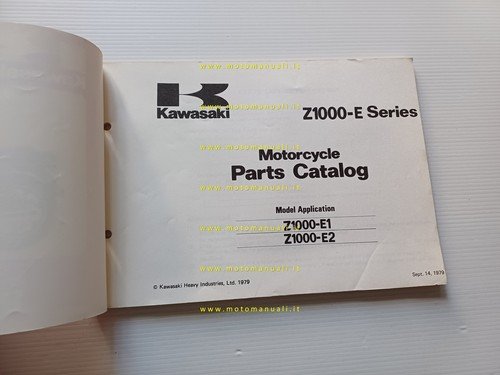 www.motomanuali.it
Kawasaki
Z1000-E Series
www.motomanuali.it
Motorcycle
Parts Catalog
www.motomanuali.it
Model Application
Z1000-E1
Z1000-E2
www.motomanuali.it
Sept. 14, 1979
© Kawasaki Heavy Industries, Ltd. 1979
www.motomanuali.it